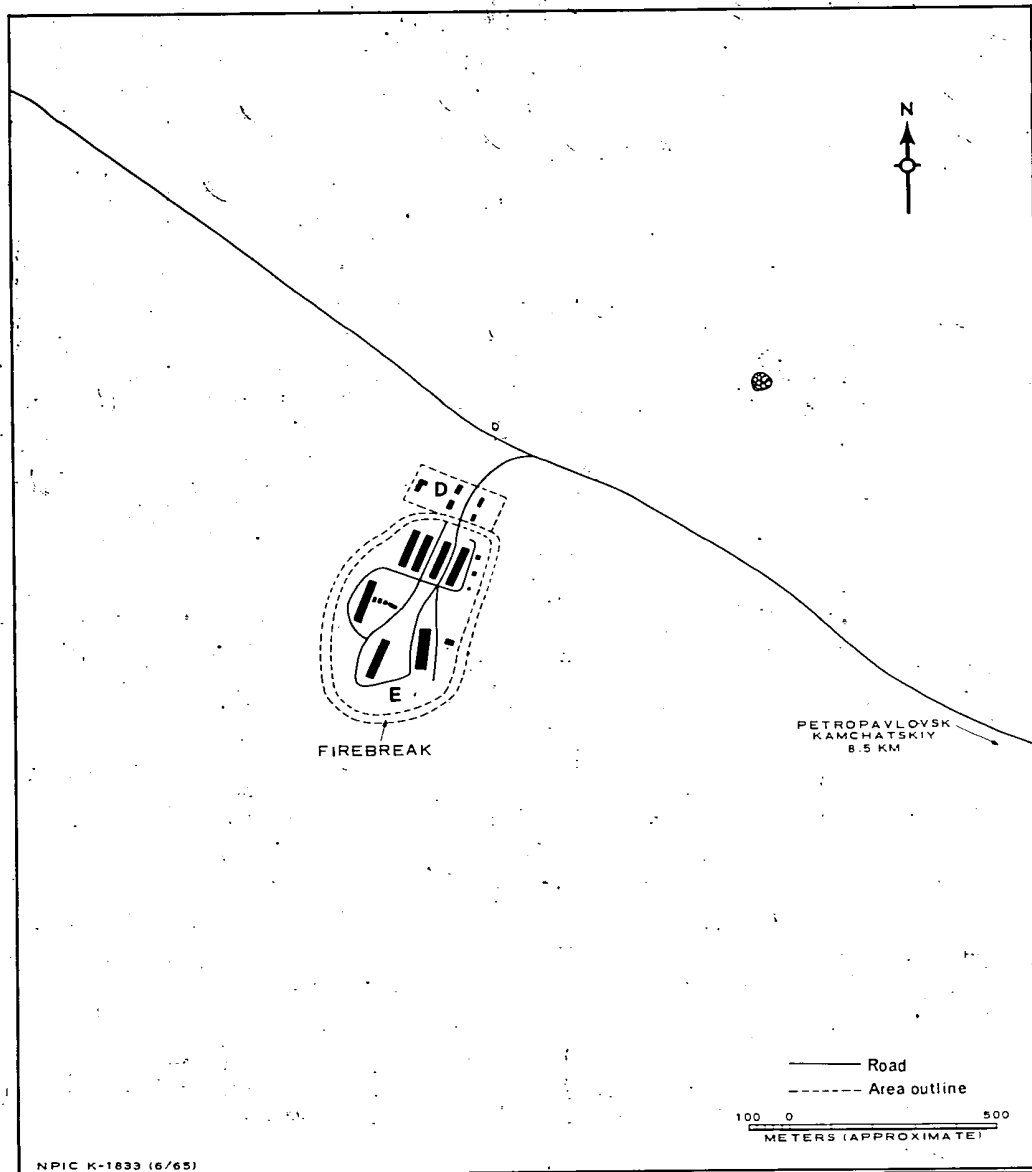 N
D
E
FIREBREAK
PETROPAVLOVSK
KAMCHATSKIY
8.5 KM
Road
Area outline
100 0 500
METERS (APPROXIMATE)
NPIC K-1833 (6/65)